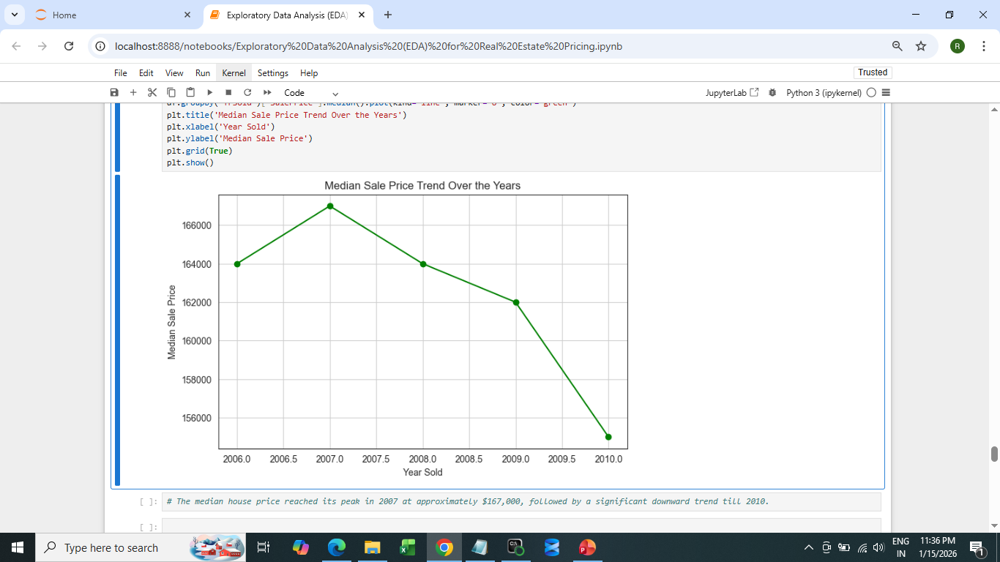 Home
Exploratory Data Analysis (EDA)
localhost:8888/notebooks/Exploratory%20Data%20Analysis%20(EDA)%20for%20Real%20Estate%20Pricing.ipynb
R
File Edit View Run Kernel Settings Help
Trusted
Code
JupyterLab
Python 3 (ipykernel)
plt.title('Median Sale Price Trend Over the Years')
plt.xlabel('Year Sold')
plt.ylabel('Median Sale Price')
plt.grid(True)
plt.show()
Median Sale Price Trend Over the Years
166000
164000
162000
160000
158000
156000
Median Sale Price
2006.0 2006.5 2007.0 2007.5 2008.0 2008.5 2009.0 2009.5 2010.0
Year Sold
[ ]: # The median house price reached its peak in 2007 at approximately $167,000, followed by a significant downward trend till 2010.
[ ]:
Type here to search
ENG
IN
11:36 PM
1/15/2026
1